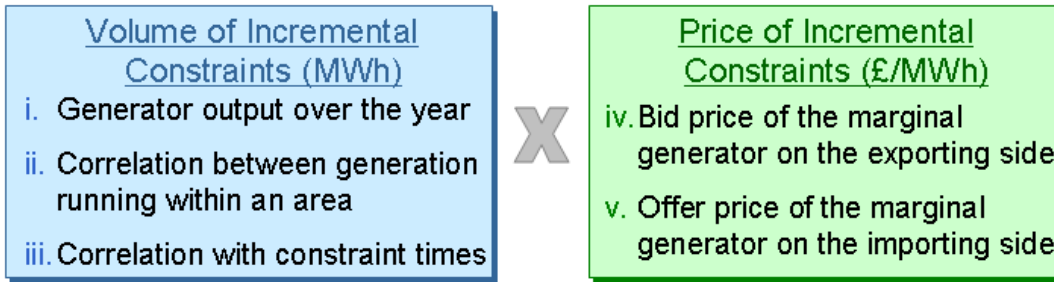 Volume of Incremental
Constraints (MWh)
i. Generator output over the year
ii. Correlation between generation
running within an area
iii. Correlation with constraint times
X
Price of Incremental
Constraints (£/MWh)
iv. Bid price of the marginal
generator on the exporting side
v. Offer price of the marginal
generator on the importing side